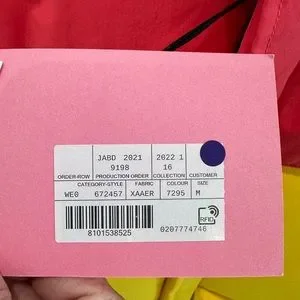 JABD 2021 2022 1
9198 16
ORDER-ROW PRODUCTION ORDER COLLECTION CUSTOMER
CATEGORY-STYLE FABRIC COLOUR SIZE
WE0 672457 XAAER 7295 M
8101538525 0207774746
RFID